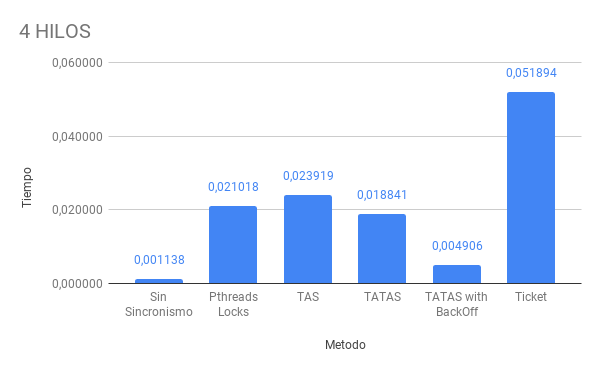 4 HILOS
0,060000
0,051894
0,040000
0,021018
0,023919
0,018841
0,020000
0,004906
0,001138
0,000000
Tiempo
Sin
Sincronismo
Pthreads
Locks
TAS
TATAS
TATAS with
BackOff
Ticket
Metodo